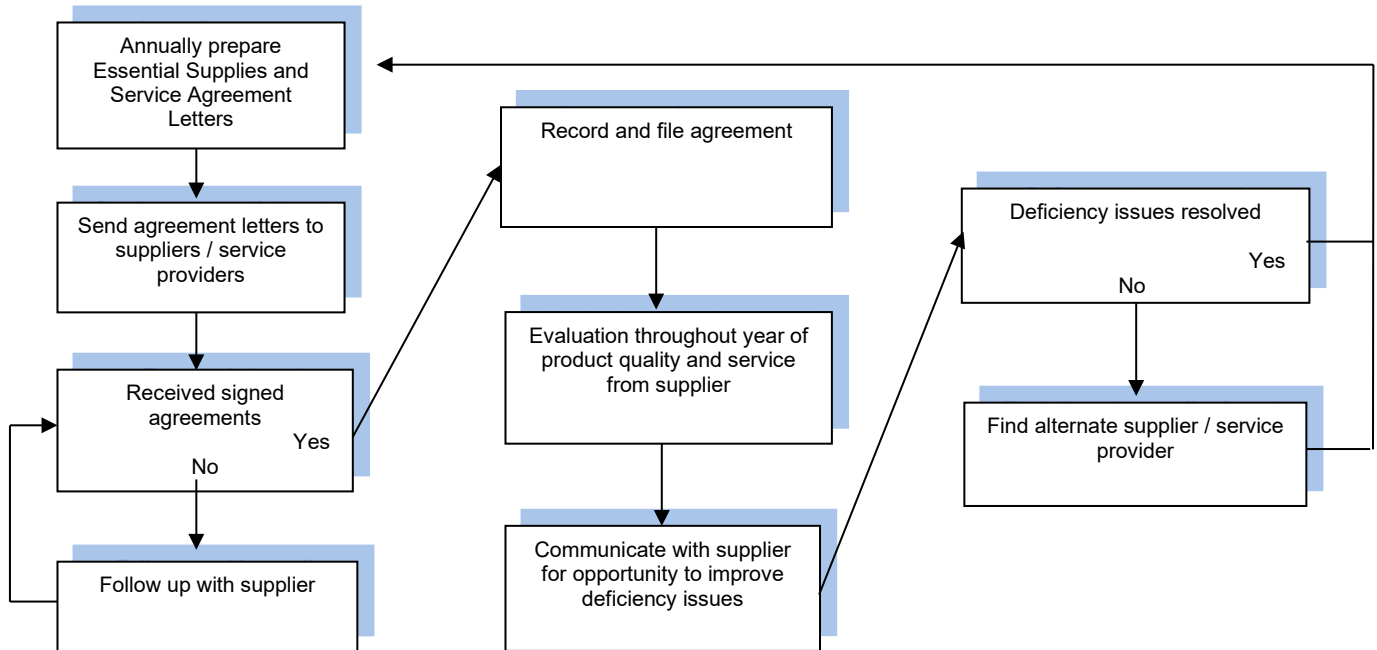 Annually prepare
Essential Supplies and
Service Agreement
Letters
Send agreement letters to
suppliers / service
providers
Received signed
agreements
Yes
No
Follow up with supplier
Record and file agreement
Evaluation throughout year of
product quality and service
from supplier
Communicate with supplier
for opportunity to improve
deficiency issues
Deficiency issues resolved
Yes
No
Find alternate supplier / service
provider